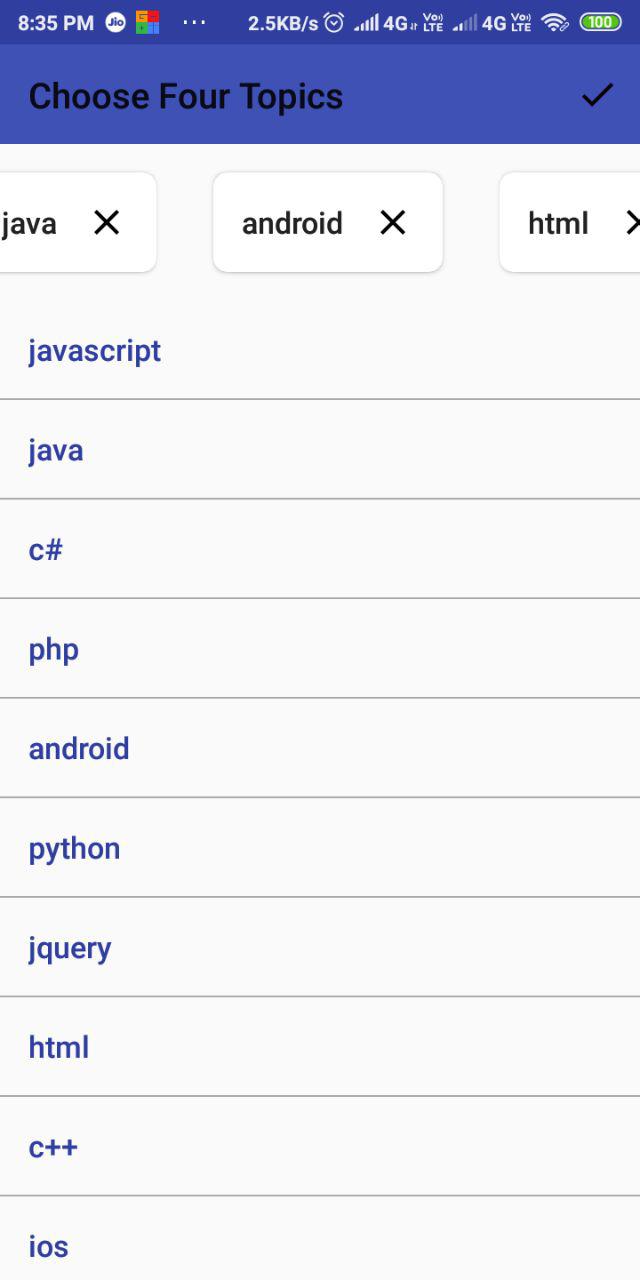 8:35 PM Jio ... 2.5KB/s 4G Vo) LTE 4G Vo) LTE 100
Choose Four Topics
java android html
javascript
java
c#
php
android
python
jquery
html
c++
ios